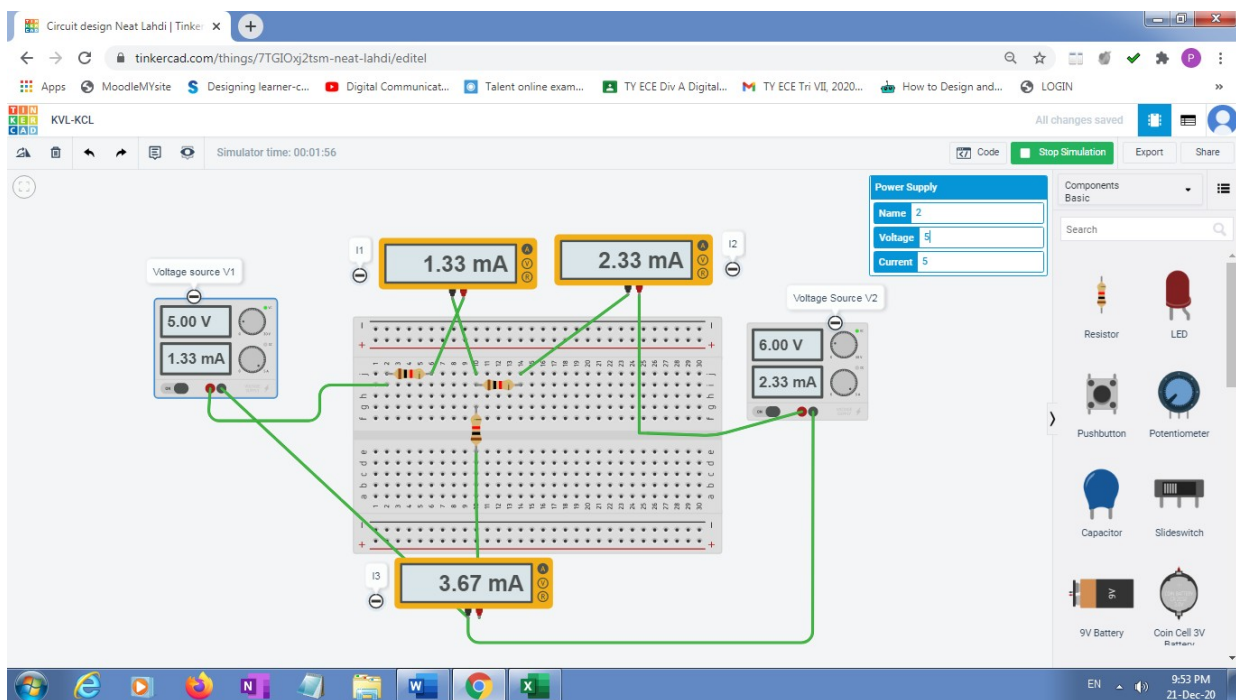 Circuit design Neat Lahdi | Tinker
tinkercad.com/things/7TGIOxj2tsm-neat-lahdi/editel
P
Apps MoodleMYsite Designing learner-c... Digital Communicat... Talent online exam... TY ECE Div A Digital... TY ECE Tri VII, 2020... How to Design and... LOGIN
TINKERCAD KVL-KCL All changes saved
Simulator time: 00:01:56 Code Stop Simulation Export Share
Power Supply
Name 2
Voltage 5
Current 5
Components
Basic
Search
Resistor LED
Pushbutton Potentiometer
Capacitor Slideswitch
9V
9V Battery Coin Cell 3V
Battery
I1
1.33 mA
A
V
R
2.33 mA
A
V
R
I2
Voltage source V1
5.00 V
1.33 mA
Voltage Source V2
6.00 V
2.33 mA
I3
3.67 mA
A
V
R
EN 9:53 PM
21-Dec-20